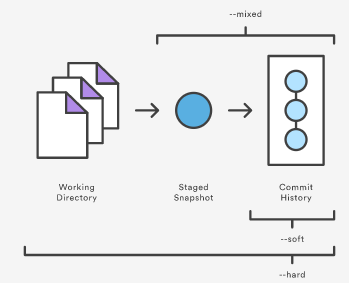 --mixed
Working
Directory
Staged
Snapshot
Commit
History
--soft
--hard